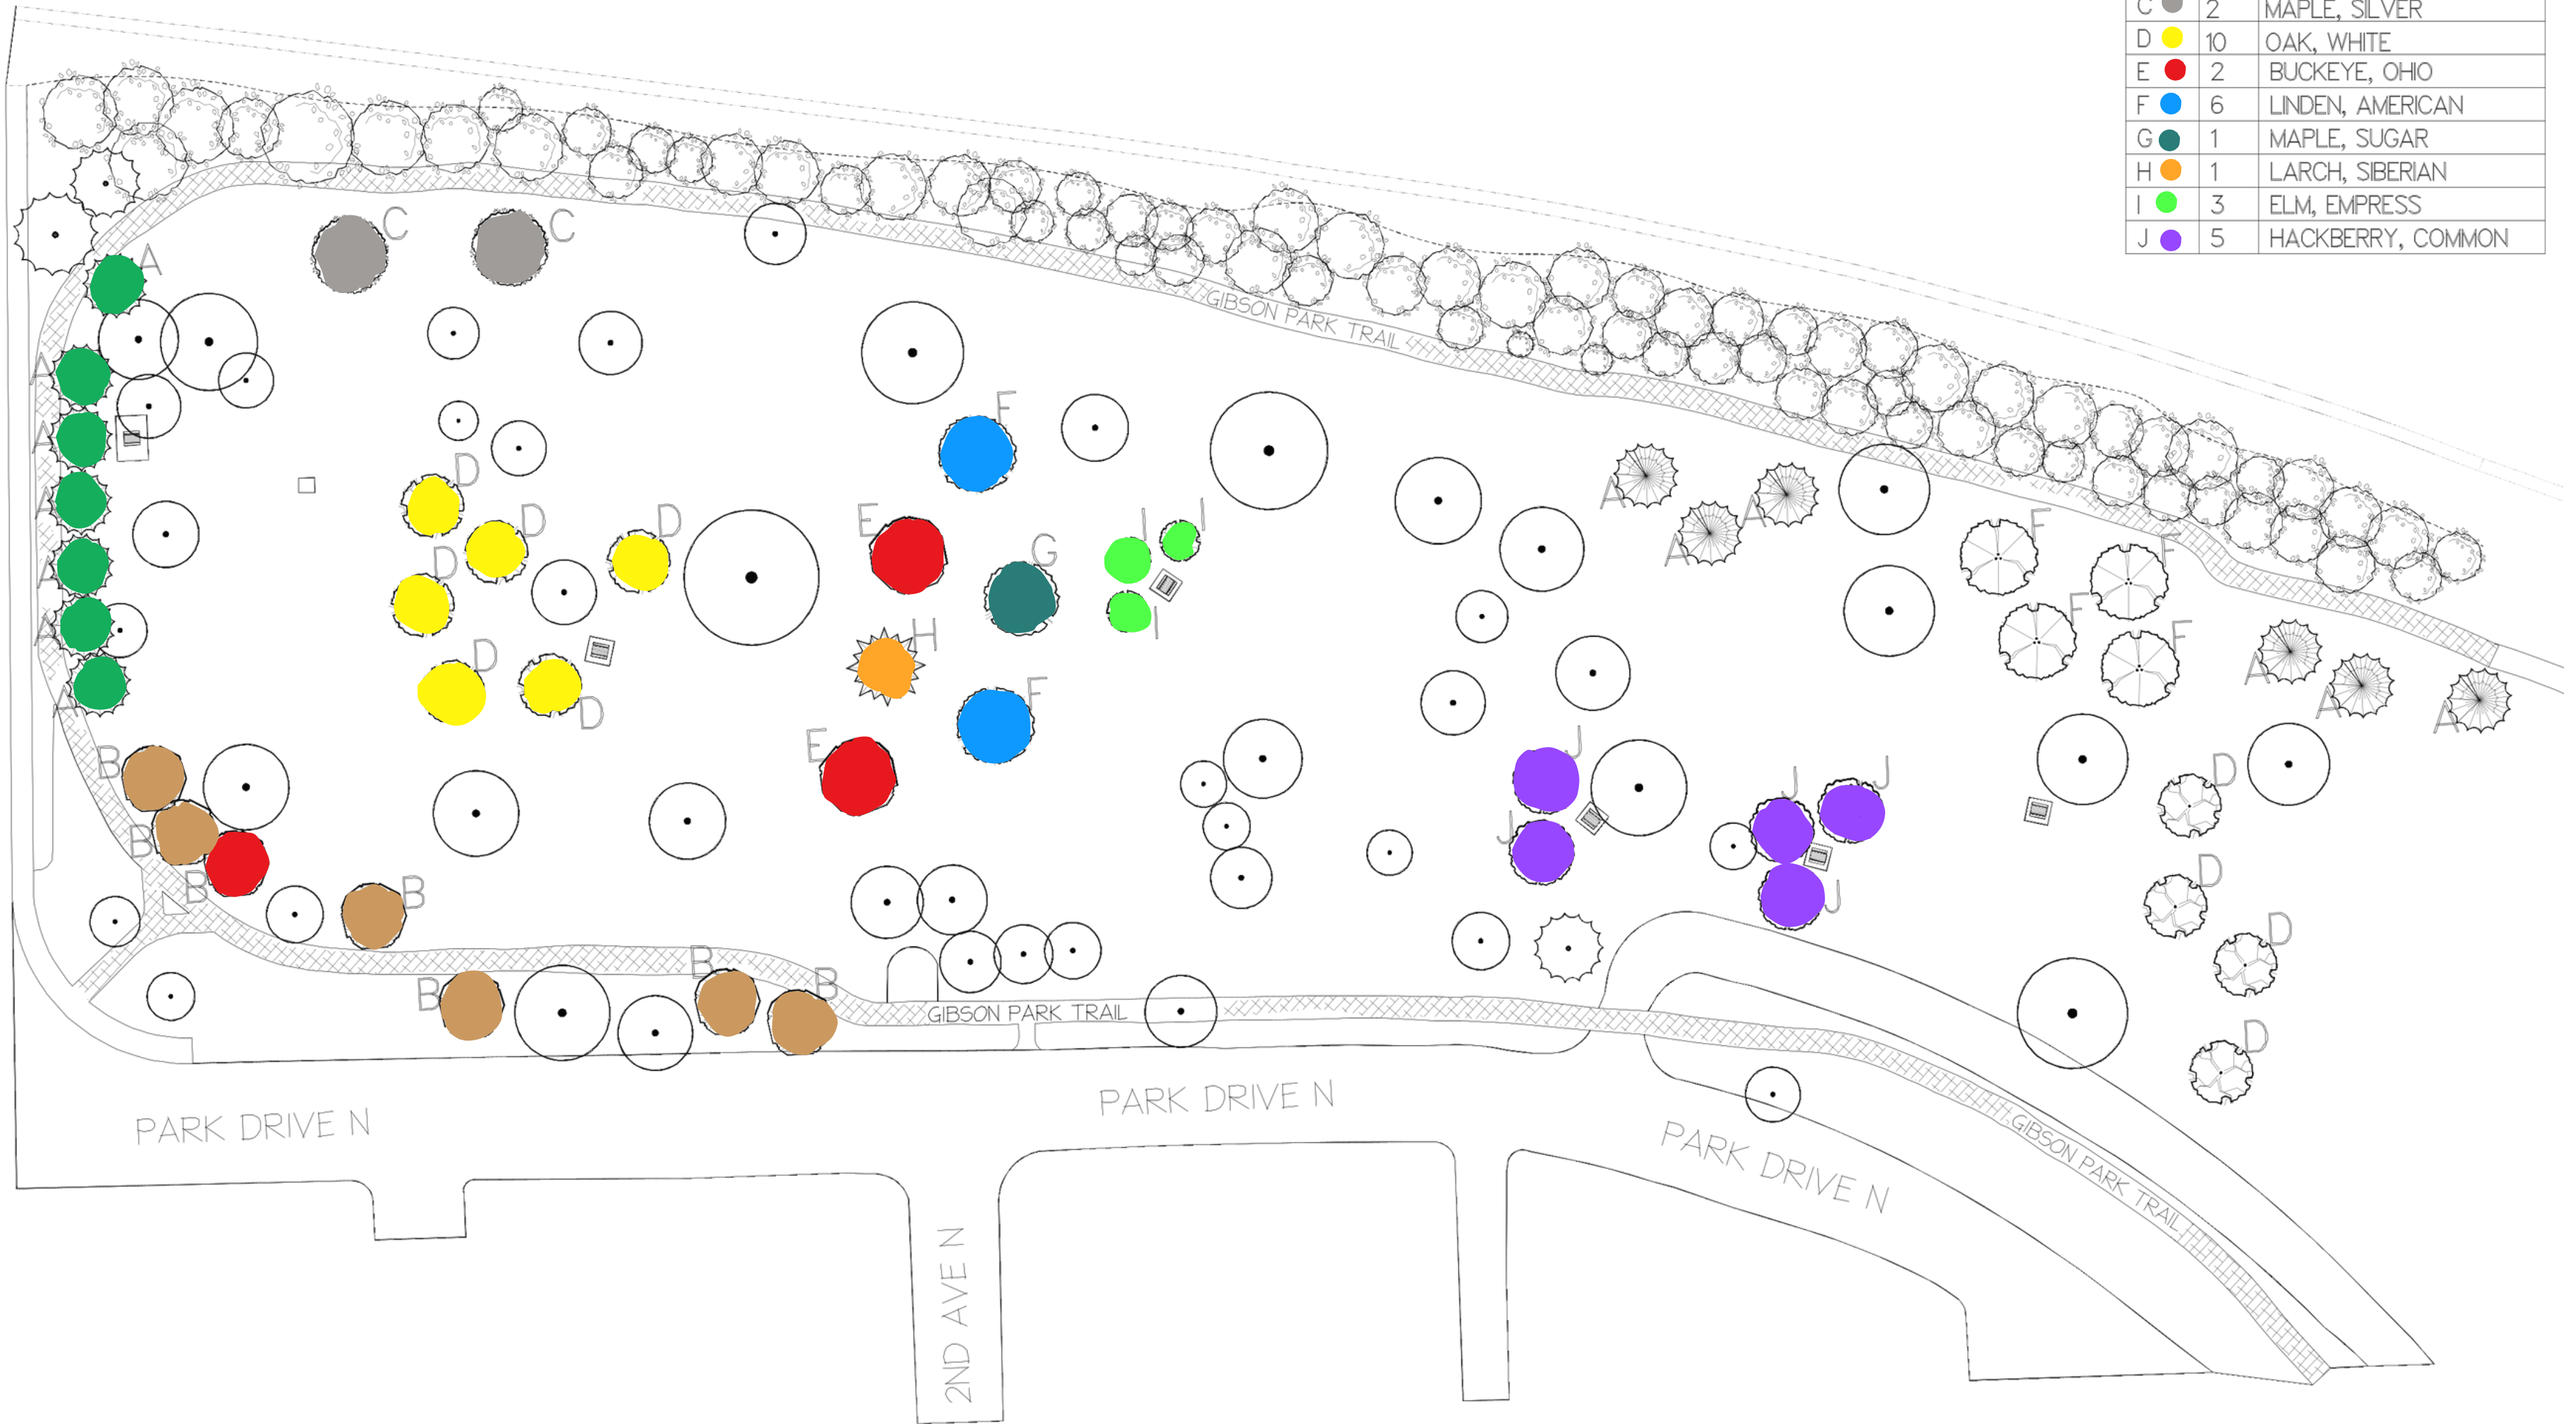 C 2 MAPLE, SILVER
D 10 OAK, WHITE
E 2 BUCKEYE, OHIO
F 6 LINDEN, AMERICAN
G 1 MAPLE, SUGAR
H 1 LARCH, SIBERIAN
I 3 ELM, EMPRESS
J 5 HACKBERRY, COMMON
C
C
A
GIBSON PARK TRAIL
A
F
A
D
A
A
A
A
D
D
E
I
I
F
A
G
F
D
A
I
H
F
F
D
A
A
A
A
D
F
E
B
J
D
J
J
B
J
B
B
D
J
D
B
B
B
GIBSON PARK TRAIL
D
PARK DRIVE N
PARK DRIVE N
PARK DRIVE N
GIBSON PARK TRAIL
2ND AVE N